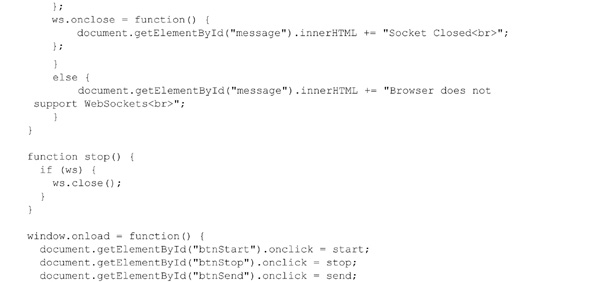 };
ws.onclose = function() {
document.getElementById("message").innerHTML += "Socket Closed<br>";
};
}
else {
document.getElementById("message").innerHTML += "Browser does not
support WebSockets<br>";
}
}
function stop() {
if (ws) {
ws.close();
}
}
window.onload = function() {
document.getElementById("btnStart").onclick = start;
document.getElementById("btnStop").onclick = stop;
document.getElementById("btnSend").onclick = send;